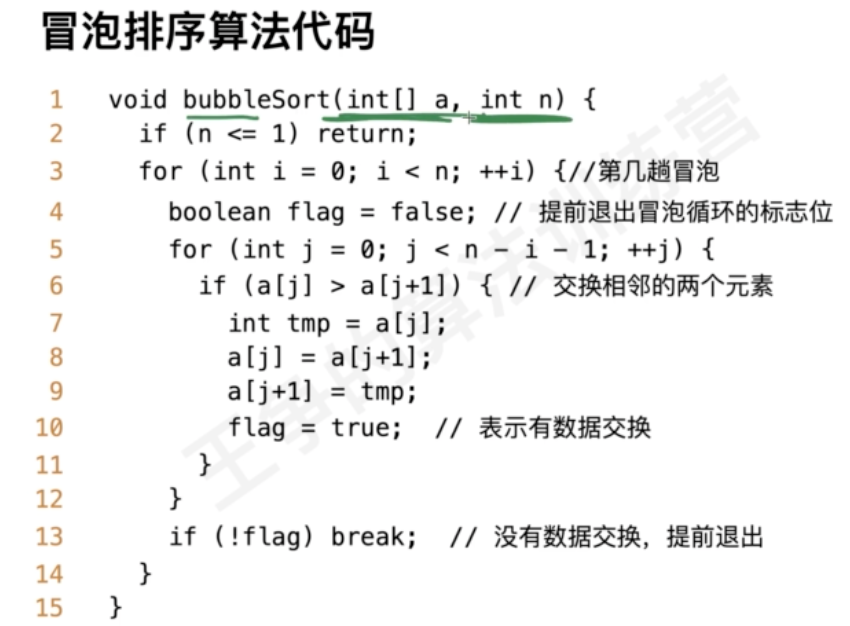 冒泡排序算法代码
1 void bubbleSort(int[] a, int n) {
2 if (n <= 1) return;
3 for (int i = 0; i < n; ++i) {//第几趟冒泡
4 boolean flag = false; // 提前退出冒泡循环的标志位
5 for (int j = 0; j < n - i - 1; ++j) {
6 if (a[j] > a[j+1]) { // 交换相邻的两个元素
7 int tmp = a[j];
8 a[j] = a[j+1];
9 a[j+1] = tmp;
10 flag = true; // 表示有数据交换
11 }
12 }
13 if (!flag) break; // 没有数据交换，提前退出
14 }
15 }
王争的算法训练营